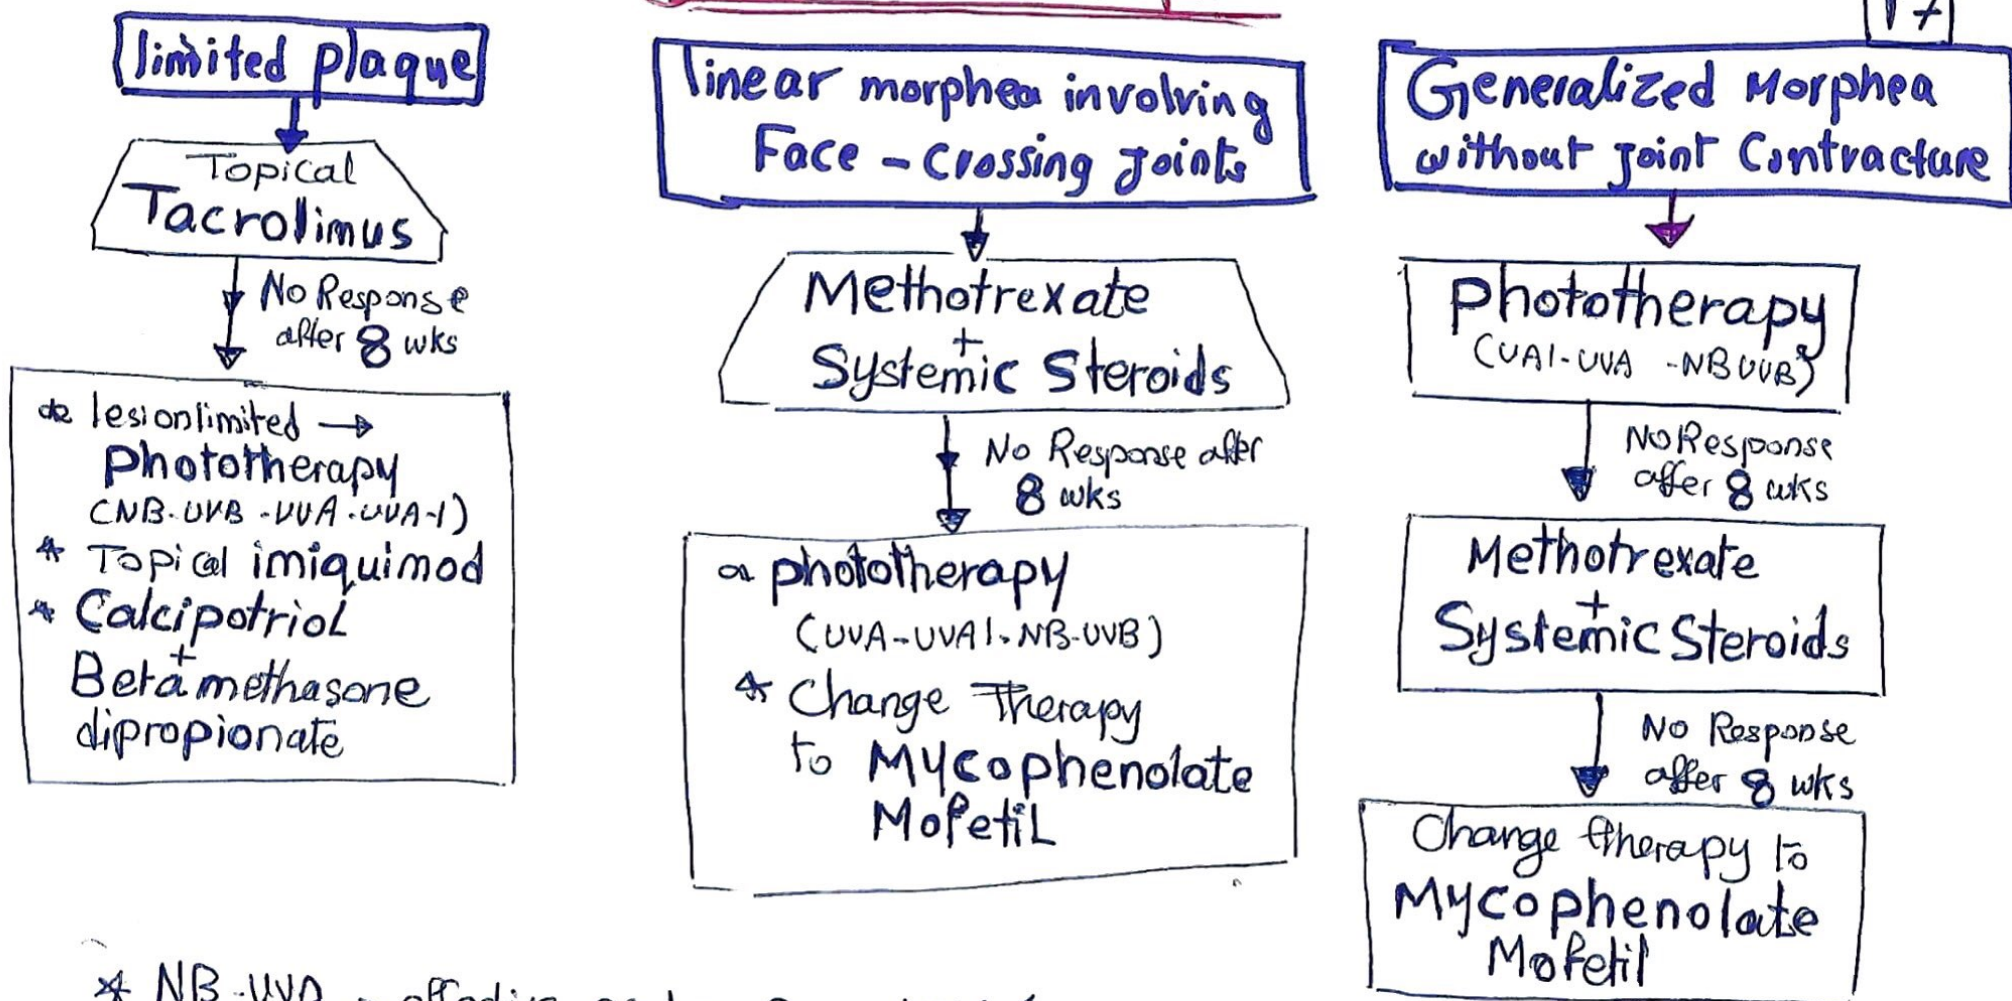 17
limited plaque
Topical
Tacrolimus
No Response
after 8 wks
lesion limited →
Phototherapy
(NB-UVB-UVA-UVA-1)
* Topical imiquimod
* Calcipotriol
+
Betamethasone
dipropionate
linear morphea involving
Face - Crossing Joints
Methotrexate
+
Systemic Steroids
No Response after
8 wks
phototherapy
(UVA-UVA1-NB-UVB)
* Change Therapy
to Mycophenolate
Mofetil
Generalized Morphea
without joint Contracture
Phototherapy
(UA1-UVA -NBUVB)
No Response
after 8 wks
Methotrexate
+
Systemic Steroids
No Response
after 8 wks
Change therapy to
Mycophenolate
Mofetil
* NB-